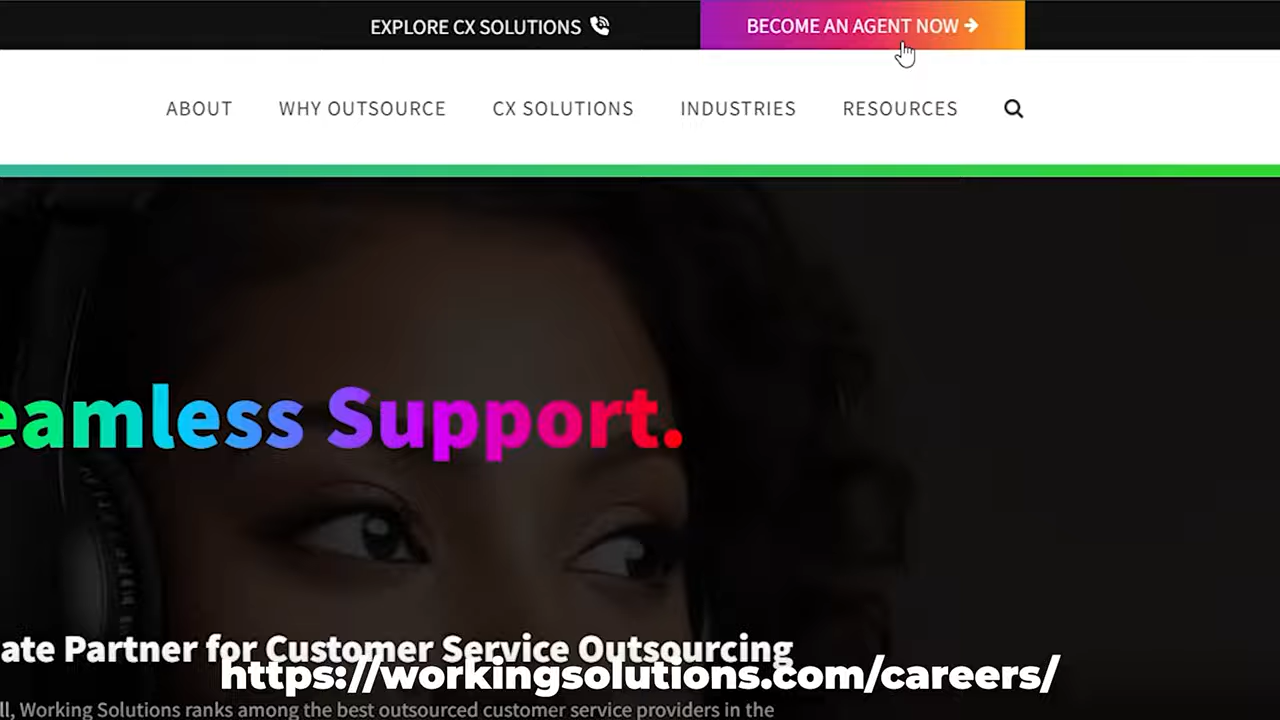 EXPLORE CX SOLUTIONS
BECOME AN AGENT NOW
ABOUT WHY OUTSOURCE CX SOLUTIONS INDUSTRIES RESOURCES
eamless Support.
ate Partner for Customer Service Outsourcing
https://workingsolutions.com/careers/
ll, Working Solutions ranks among the best outsourced customer service providers in the